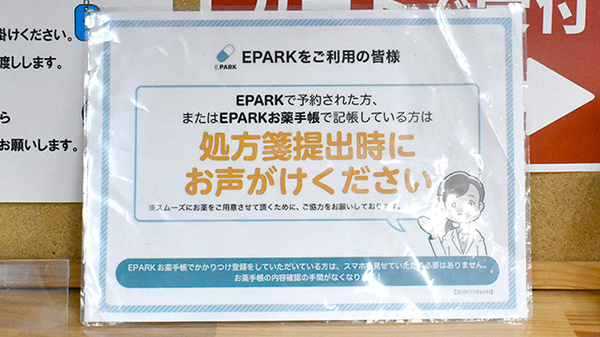 掛けください。
渡します。
ら
お願いします。
付
EPARK
EPARKをご利用の皆様
EPARKで予約された方、
またはEPARKお薬手帳で記帳している方は
処方箋提出時に
お声がけください
※スムーズにお薬をご用意させて頂くために、ご協力をお願いしております。
EPARK お薬手帳でかかりつけ登録をしていただいている方は、スマホを見せていただく必要はありません。
お薬手帳の内容確認の手間がなくなります